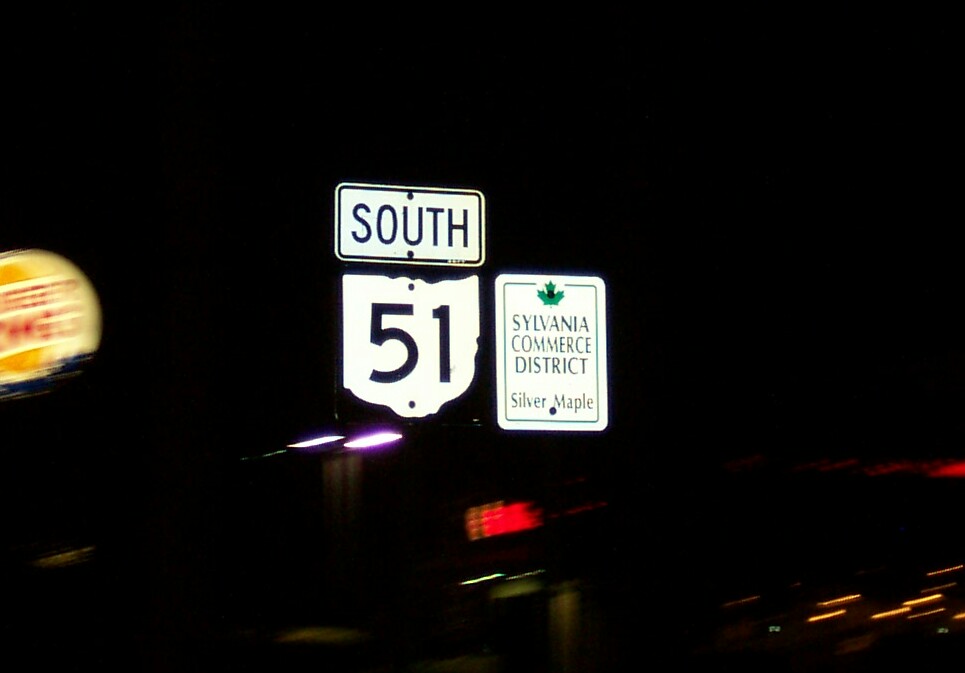 SOUTH
51
SYLVANIA
COMMERCE
DISTRICT
Silver Maple